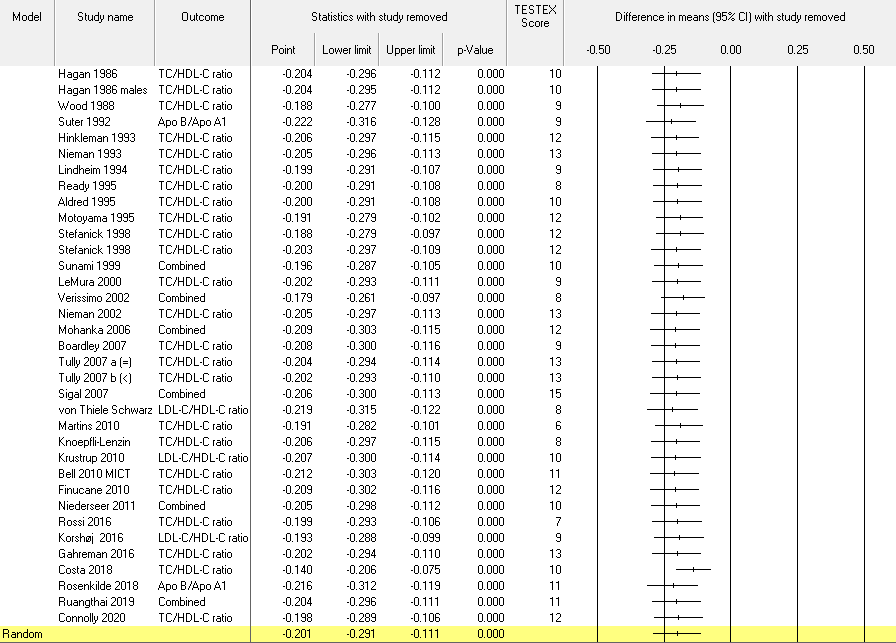 Model Study name Outcome Statistics with study removed TESTEX Score Difference in means (95% CI) with study removed
Point Lower limit Upper limit p-Value -0.50 -0.25 0.00 0.25 0.50
Hagan 1986 TC/HDL-C ratio -0.204 -0.296 -0.112 0.000 10
Hagan 1986 males TC/HDL-C ratio -0.204 -0.295 -0.112 0.000 10
Wood 1988 TC/HDL-C ratio -0.188 -0.277 -0.100 0.000 9
Suter 1992 Apo B/Apo A1 -0.222 -0.316 -0.128 0.000 9
Hinkleman 1993 TC/HDL-C ratio -0.206 -0.297 -0.115 0.000 12
Nieman 1993 TC/HDL-C ratio -0.205 -0.296 -0.113 0.000 13
Lindheim 1994 TC/HDL-C ratio -0.199 -0.291 -0.107 0.000 9
Ready 1995 TC/HDL-C ratio -0.200 -0.291 -0.108 0.000 8
Aldred 1995 TC/HDL-C ratio -0.200 -0.291 -0.108 0.000 10
Motoyama 1995 TC/HDL-C ratio -0.191 -0.279 -0.102 0.000 12
Stefanick 1998 TC/HDL-C ratio -0.188 -0.279 -0.097 0.000 12
Stefanick 1998 TC/HDL-C ratio -0.203 -0.297 -0.109 0.000 12
Sunami 1999 Combined -0.196 -0.287 -0.105 0.000 10
LeMura 2000 TC/HDL-C ratio -0.202 -0.293 -0.111 0.000 9
Verissimo 2002 Combined -0.179 -0.261 -0.097 0.000 8
Nieman 2002 TC/HDL-C ratio -0.205 -0.297 -0.113 0.000 13
Mohanka 2006 Combined -0.209 -0.303 -0.115 0.000 12
Boardley 2007 TC/HDL-C ratio -0.208 -0.300 -0.116 0.000 9
Tully 2007 a (=) TC/HDL-C ratio -0.204 -0.294 -0.114 0.000 13
Tully 2007 b (<) TC/HDL-C ratio -0.202 -0.293 -0.110 0.000 13
Sigal 2007 Combined -0.206 -0.300 -0.113 0.000 15
von Thiele Schwarz LDL-C/HDL-C ratio -0.219 -0.315 -0.122 0.000 8
Martins 2010 TC/HDL-C ratio -0.191 -0.282 -0.101 0.000 6
Knoepfli-Lenzin TC/HDL-C ratio -0.206 -0.297 -0.115 0.000 8
Krustrup 2010 LDL-C/HDL-C ratio -0.207 -0.300 -0.114 0.000 10
Bell 2010 MICT TC/HDL-C ratio -0.212 -0.303 -0.120 0.000 11
Finucane 2010 TC/HDL-C ratio -0.209 -0.302 -0.116 0.000 12
Niederseer 2011 Combined -0.205 -0.298 -0.112 0.000 10
Rossi 2016 TC/HDL-C ratio -0.199 -0.293 -0.106 0.000 7
Korshøj 2016 LDL-C/HDL-C ratio -0.193 -0.288 -0.099 0.000 9
Gahreman 2016 TC/HDL-C ratio -0.202 -0.294 -0.110 0.000 13
Costa 2018 TC/HDL-C ratio -0.140 -0.206 -0.075 0.000 12
Rosenkilde 2018 Apo B/Apo A1 -0.216 -0.312 -0.119 0.000 11
Ruangthai 2019 Combined -0.204 -0.296 -0.111 0.000 11
Connolly 2020 TC/HDL-C ratio -0.198 -0.289 -0.106 0.000 12
Random -0.201 -0.291 -0.111 0.000